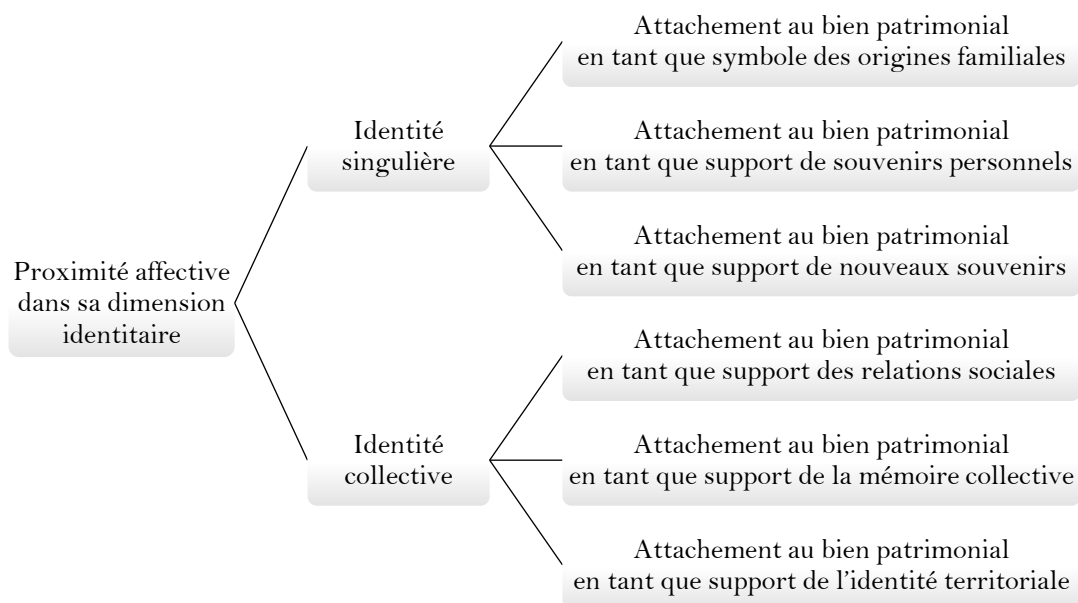 Proximité affective
dans sa dimension
identitaire
Identité
singulière
Attachement au bien patrimonial
en tant que symbole des origines familiales
Attachement au bien patrimonial
en tant que support de souvenirs personnels
Attachement au bien patrimonial
en tant que support de nouveaux souvenirs
Identité
collective
Attachement au bien patrimonial
en tant que support des relations sociales
Attachement au bien patrimonial
en tant que support de la mémoire collective
Attachement au bien patrimonial
en tant que support de l'identité territoriale